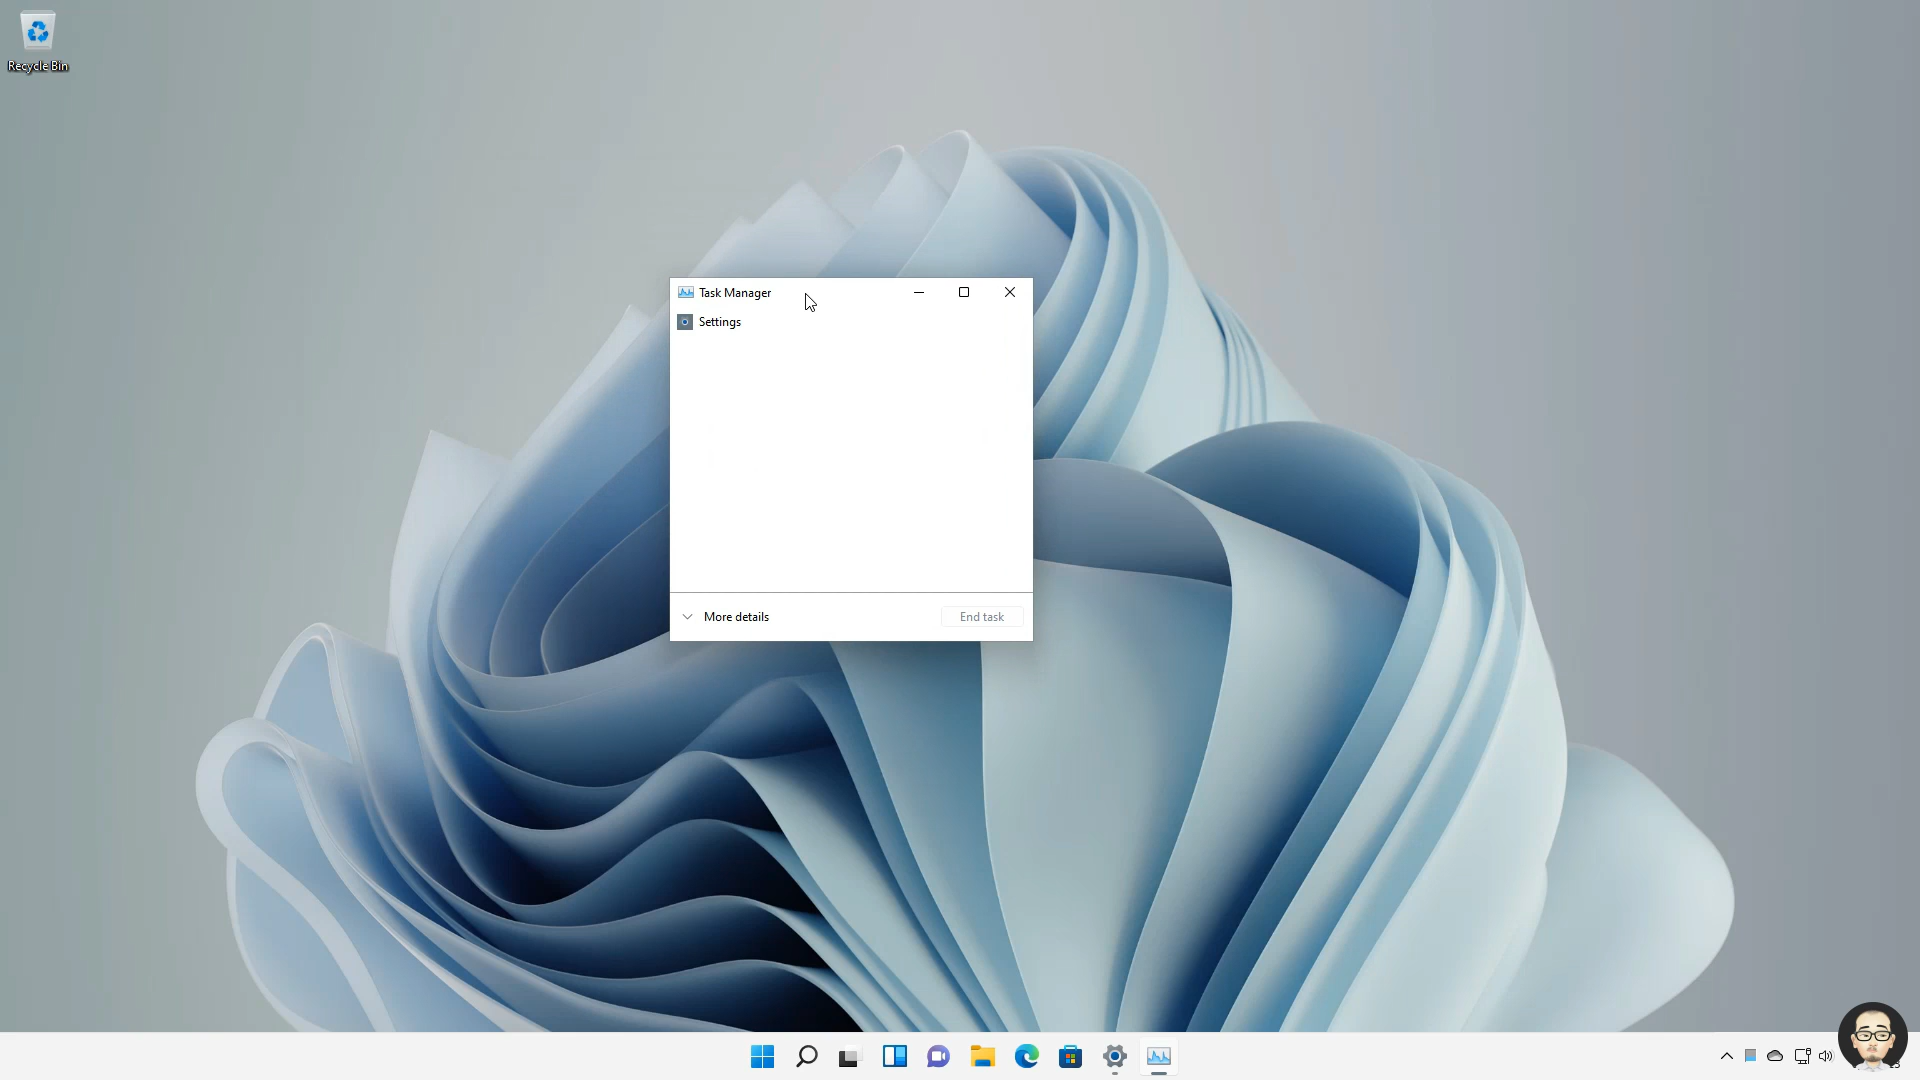 Recycle Bin
Task Manager
Settings
More details
End task